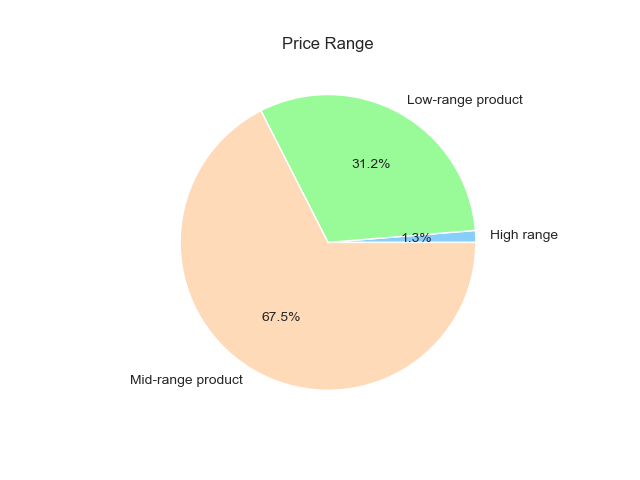 Price Range
Low-range product
31.2%
1.3%
High range
67.5%
Mid-range product